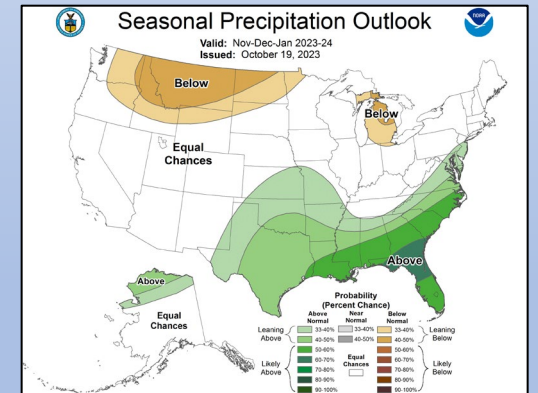 NOAA
Seasonal Precipitation Outlook
Valid: Nov-Dec-Jan 2023-24
Issued: October 19, 2023
Below
Below
Equal
Chances
Above
Above
Equal
Chances
Probability
(Percent Chance)
Above Normal
Near Normal
Below Normal
Leaning Above
33-40%
33-40%
33-40%
Leaning Below
40-50%
40-50%
40-50%
Likely Above
50-60%
Equal Chances
50-60%
Likely Below
60-70%
60-70%
70-80%
70-80%
80-90%
80-90%
90-100%
90-100%